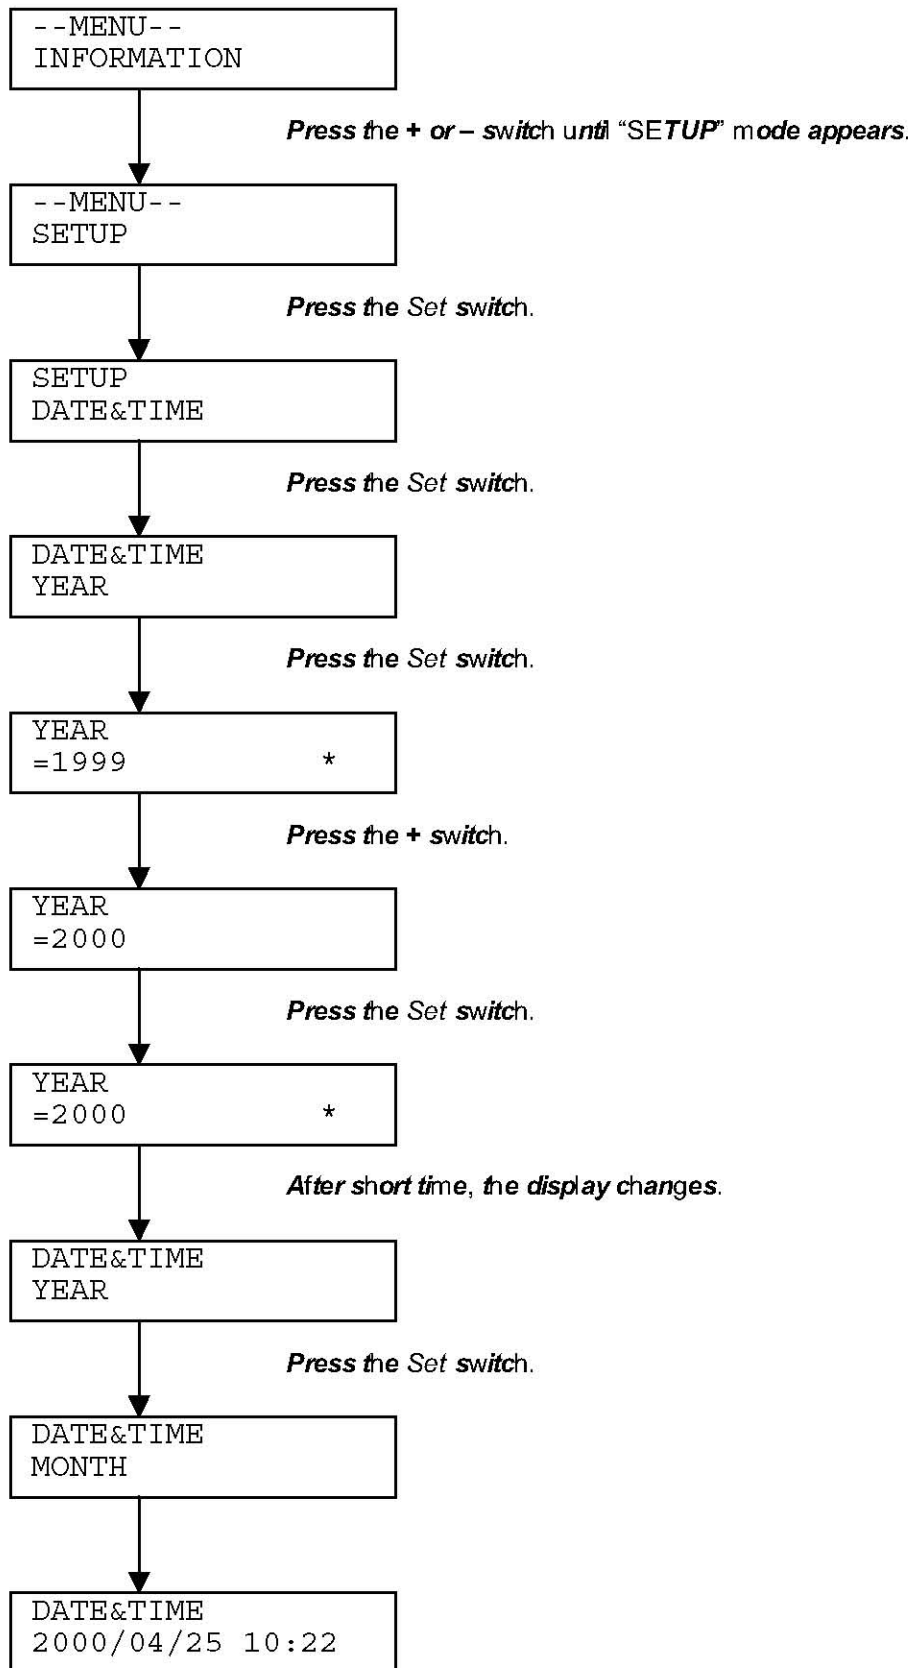 --MENU--
INFORMATION
Press the + or – switch until “SETUP” mode appears.
--MENU--
SETUP
Press the Set switch.
SETUP
DATE&TIME
Press the Set switch.
DATE&TIME
YEAR
Press the Set switch.
YEAR
=1999 *
Press the + switch.
YEAR
=2000
Press the Set switch.
YEAR
=2000 *
After short time, the display changes.
DATE&TIME
YEAR
Press the Set switch.
DATE&TIME
MONTH
DATE&TIME
2000/04/25 10:22